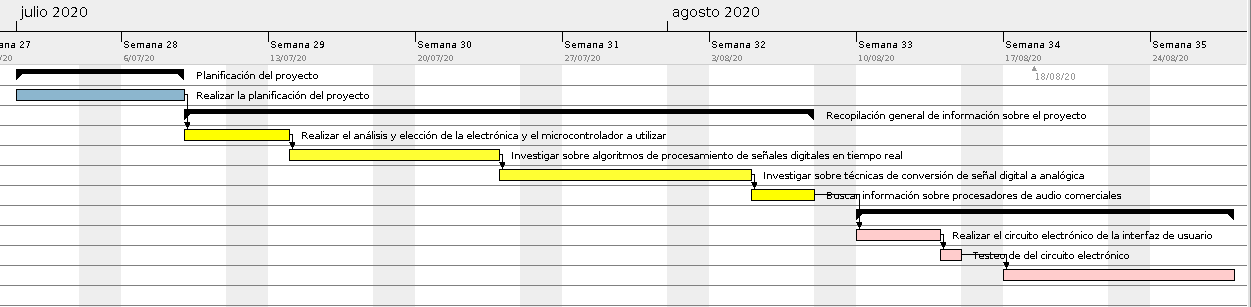 julio 2020 agosto 2020
ana 27 Semana 28 Semana 29 Semana 30 Semana 31 Semana 32 Semana 33 Semana 34 Semana 35
/20 6/07/20 13/07/20 20/07/20 27/07/20 3/08/20 10/08/20 17/08/20 24/08/20
Planificación del proyecto 18/08/20
Realizar la planificación del proyecto
Recopilación general de información sobre el proyecto
Realizar el análisis y elección de la electrónica y el microcontrolador a utilizar
Investigar sobre algoritmos de procesamiento de señales digitales en tiempo real
Investigar sobre técnicas de conversión de señal digital a analógica
Buscar información sobre procesadores de audio comerciales
Realizar el circuito electrónico de la interfaz de usuario
Testeo de del circuito electrónico